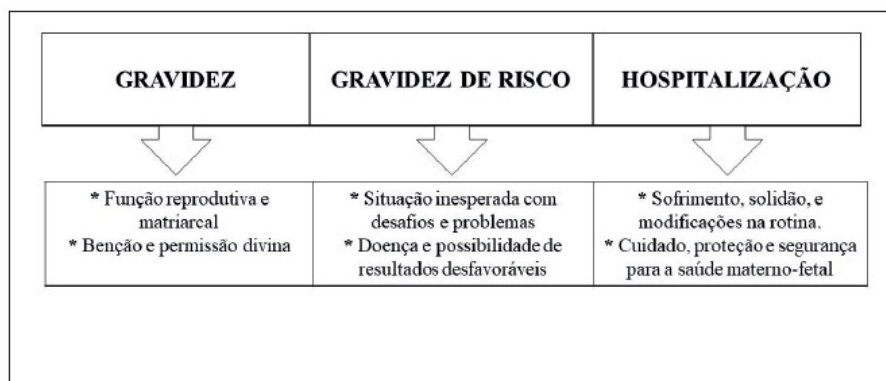 GRAVIDEZ
GRAVIDEZ DE RISCO
HOSPITALIZAÇÃO
* Função reprodutiva e
matriarcal
* Benção e permissão divina
* Situação inesperada com
desafios e problemas
* Doença e possibilidade de
resultados desfavoráveis
* Sofrimento, solidão, e
modificações na rotina.
* Cuidado, proteção e segurança
para a saúde materno-fetal